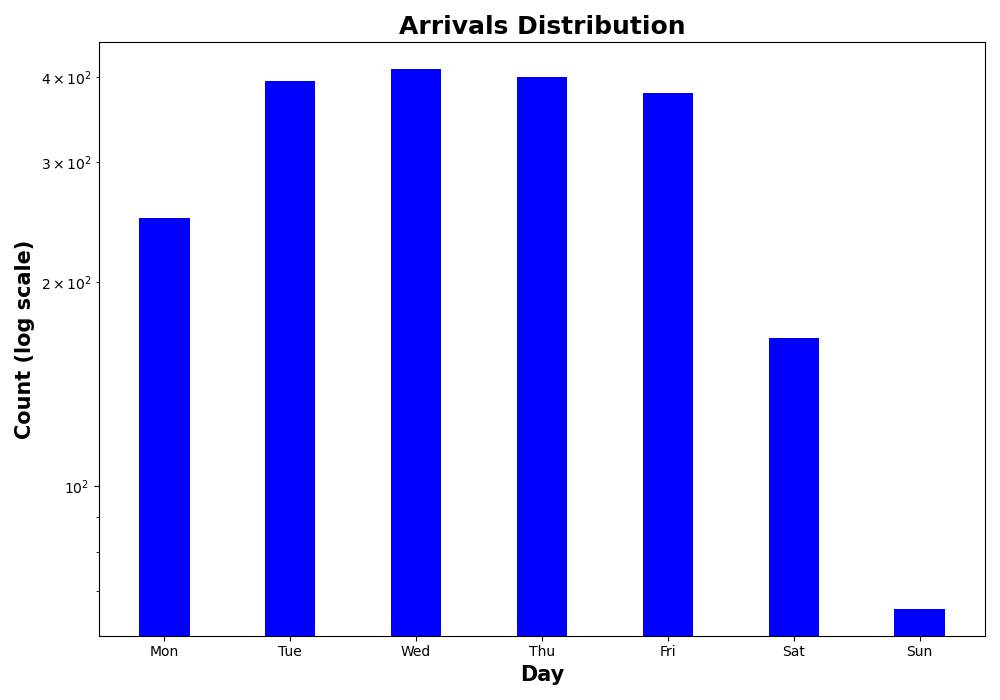 Arrivals Distribution
Count (log scale)
4 × 10²
3 × 10²
2 × 10²
10²
Mon Tue Wed Thu Fri Sat Sun
Day